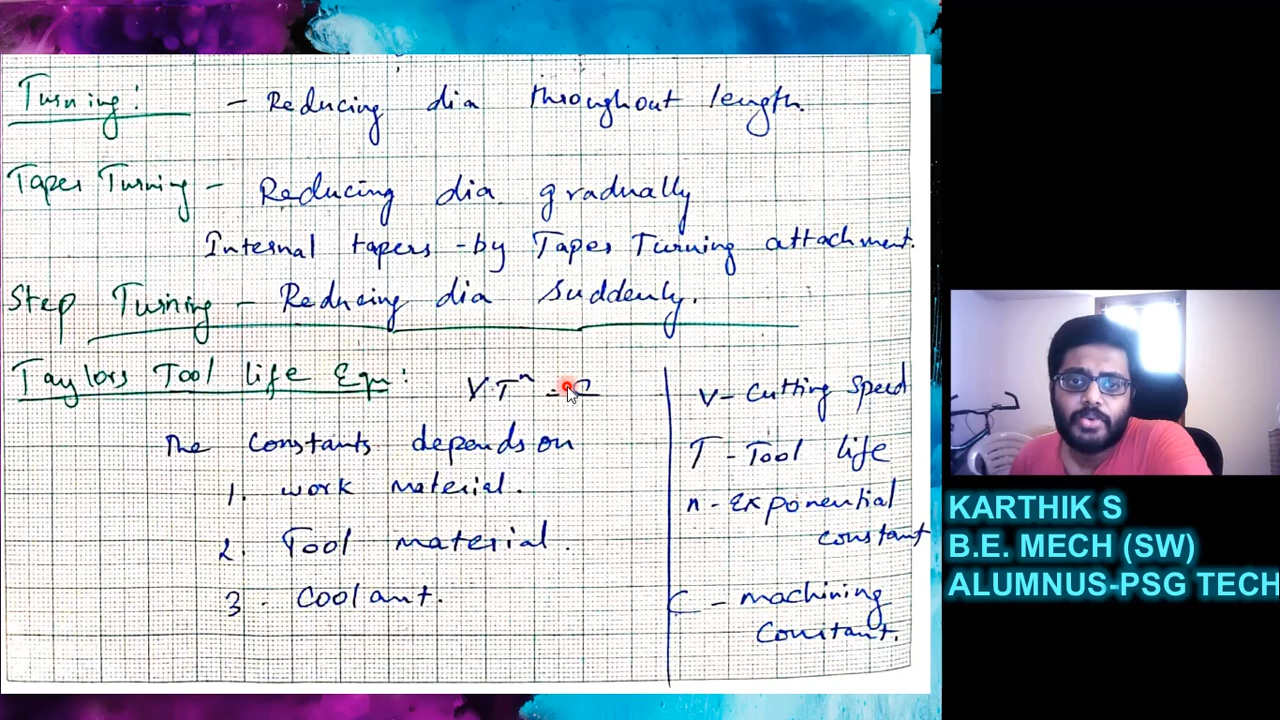 Turning: - Reducing dia throughout length.
Taper Turning - Reducing dia gradually
Internal tapers - by Taper Turning attachment.
Step Turning - Reducing dia suddenly.
Taylors Tool life Eqn: V.Tⁿ = C
The constants depends on
1. work material.
2. Tool material.
3. Coolant.
V - Cutting Speed
T - Tool life
n - Exponential
constant
C - machining
Constant.
KARTHIK S
B.E. MECH (SW)
ALUMNUS-PSG TECH